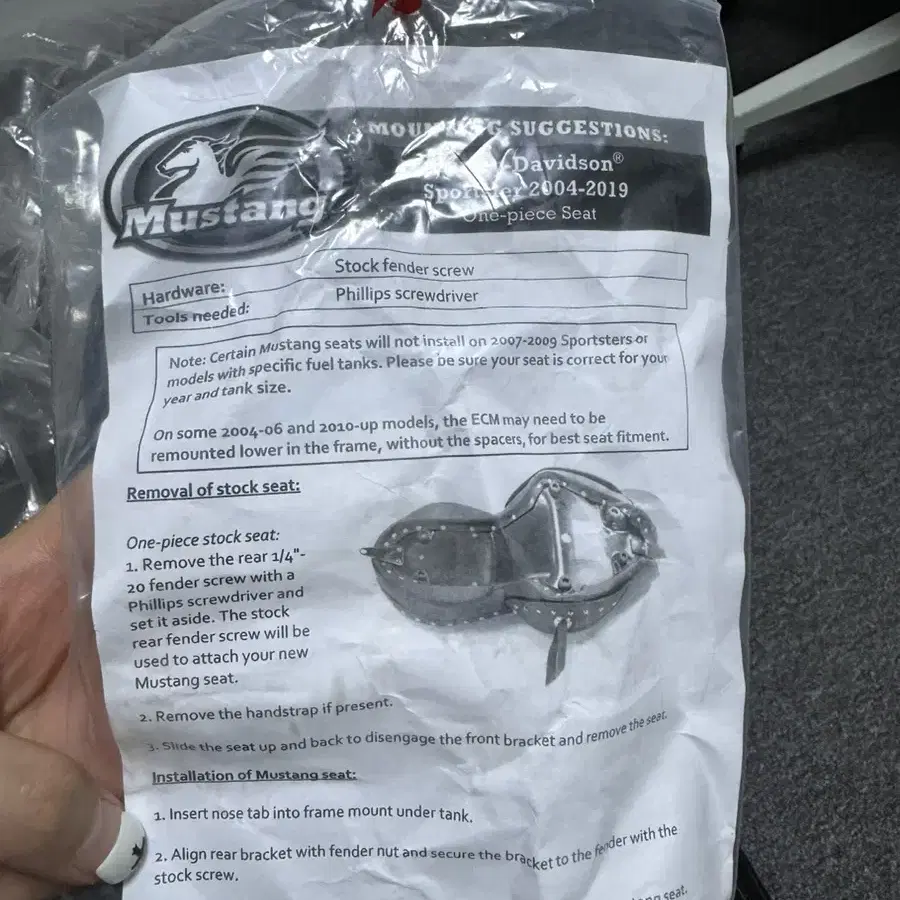 Mustang
MOUNTING SUGGESTIONS:
Davidson®
Sportster 2004-2019
One-piece Seat
Hardware: Stock fender screw
Tools needed: Phillips screwdriver
Note: Certain Mustang seats will not install on 2007-2009 Sportsters or
models with specific fuel tanks. Please be sure your seat is correct for your
year and tank size.
On some 2004-06 and 2010-up models, the ECM may need to be
remounted lower in the frame, without the spacers, for best seat fitment.
Removal of stock seat:
One-piece stock seat:
1. Remove the rear 1/4"-
20 fender screw with a
Phillips screwdriver and
set it aside. The stock
rear fender screw will be
used to attach your new
Mustang seat.
2. Remove the handstrap if present.
3. Slide the seat up and back to disengage the front bracket and remove the seat.
Installation of Mustang seat:
1. Insert nose tab into frame mount under tank.
2. Align rear bracket with fender nut and secure the bracket to the fender with the
stock screw.
seat.